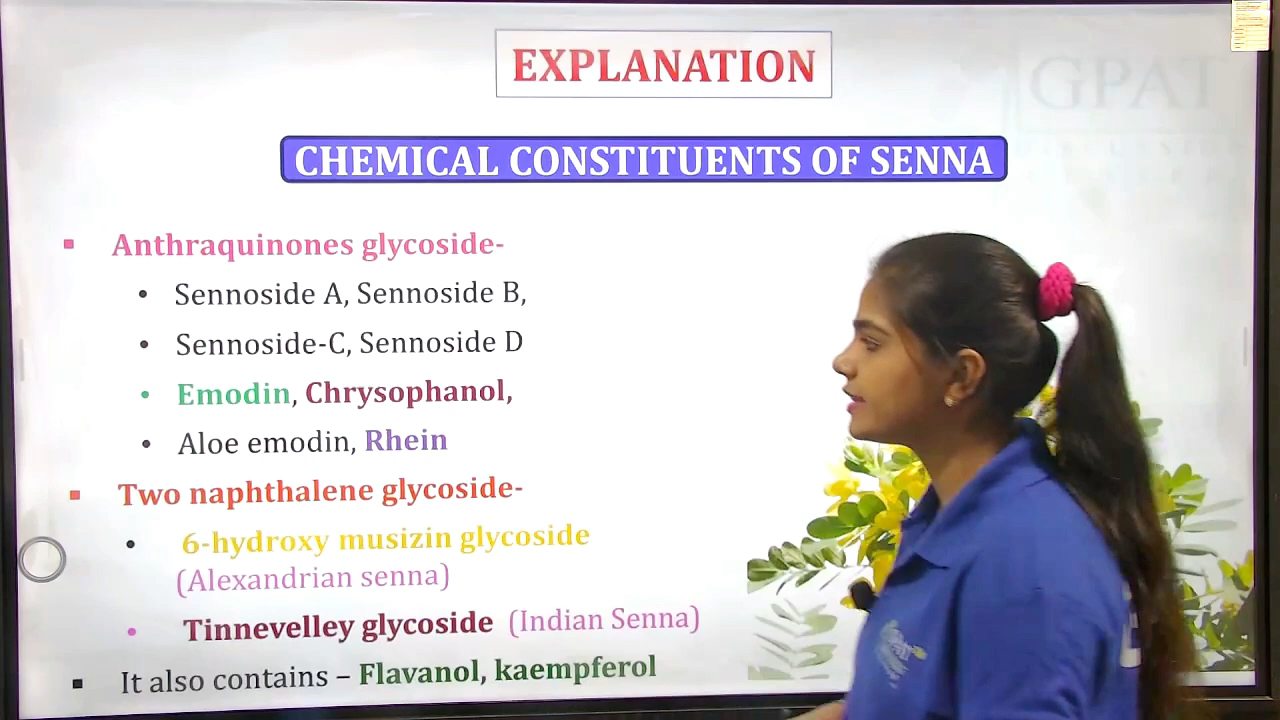 EXPLANATION
GPAT
CHEMICAL CONSTITUENTS OF SENNA
▪ Anthraquinones glycoside-
• Sennoside A, Sennoside B,
• Sennoside-C, Sennoside D
• Emodin, Chrysophanol,
• Aloe emodin, Rhein
▪ Two naphthalene glycoside-
• 6-hydroxy musizin glycoside
(Alexandrian senna)
• Tinnevelley glycoside (Indian Senna)
▪ It also contains – Flavanol, kaempferol